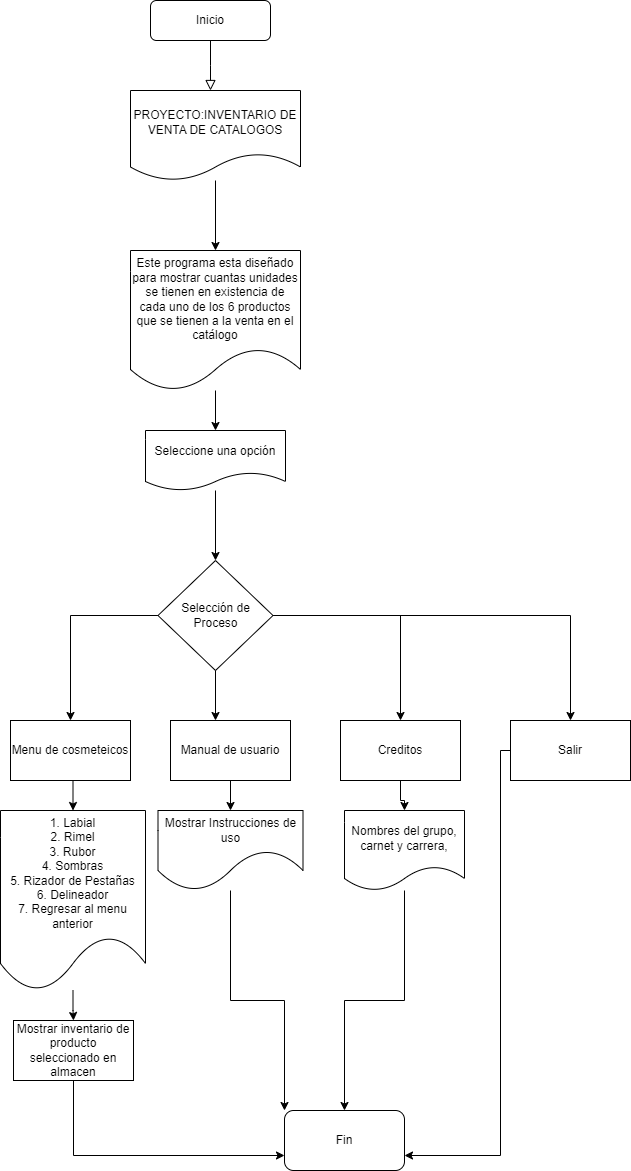 Inicio
PROYECTO:INVENTARIO DE
VENTA DE CATALOGOS
Este programa esta diseñado
para mostrar cuantas unidades
se tienen en existencia de
cada uno de los 6 productos
que se tienen a la venta en el
catálogo
Seleccione una opción
Selección de
Proceso
Menu de cosmeteicos
Manual de usuario
Creditos
Salir
1. Labial
2. Rimel
3. Rubor
4. Sombras
5. Rizador de Pestañas
6. Delineador
7. Regresar al menu
anterior
Mostrar Instrucciones de
uso
Nombres del grupo,
carnet y carrera,
Mostrar inventario de
producto
seleccionado en
almacen
Fin